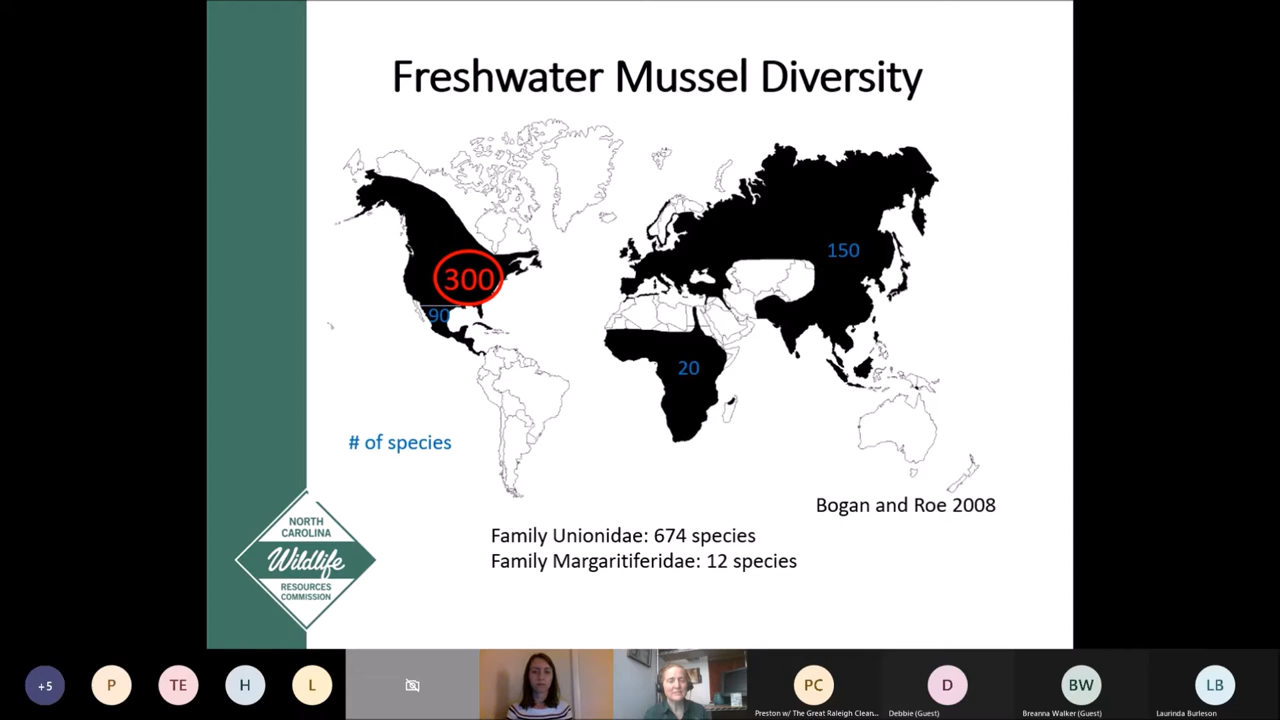 Freshwater Mussel Diversity
150
300
90
20
# of species
Bogan and Roe 2008
NORTH
CAROLINA
Wildlife
RESOURCES
COMMISSION
Family Unionidae: 674 species
Family Margaritiferidae: 12 species
+5
P
TE
H
L
PC
D
BW
LB
Preston w/ The Great Raleigh Clean...
Debbie (Guest)
Breanna Walker (Guest)
Laurinda Burleson